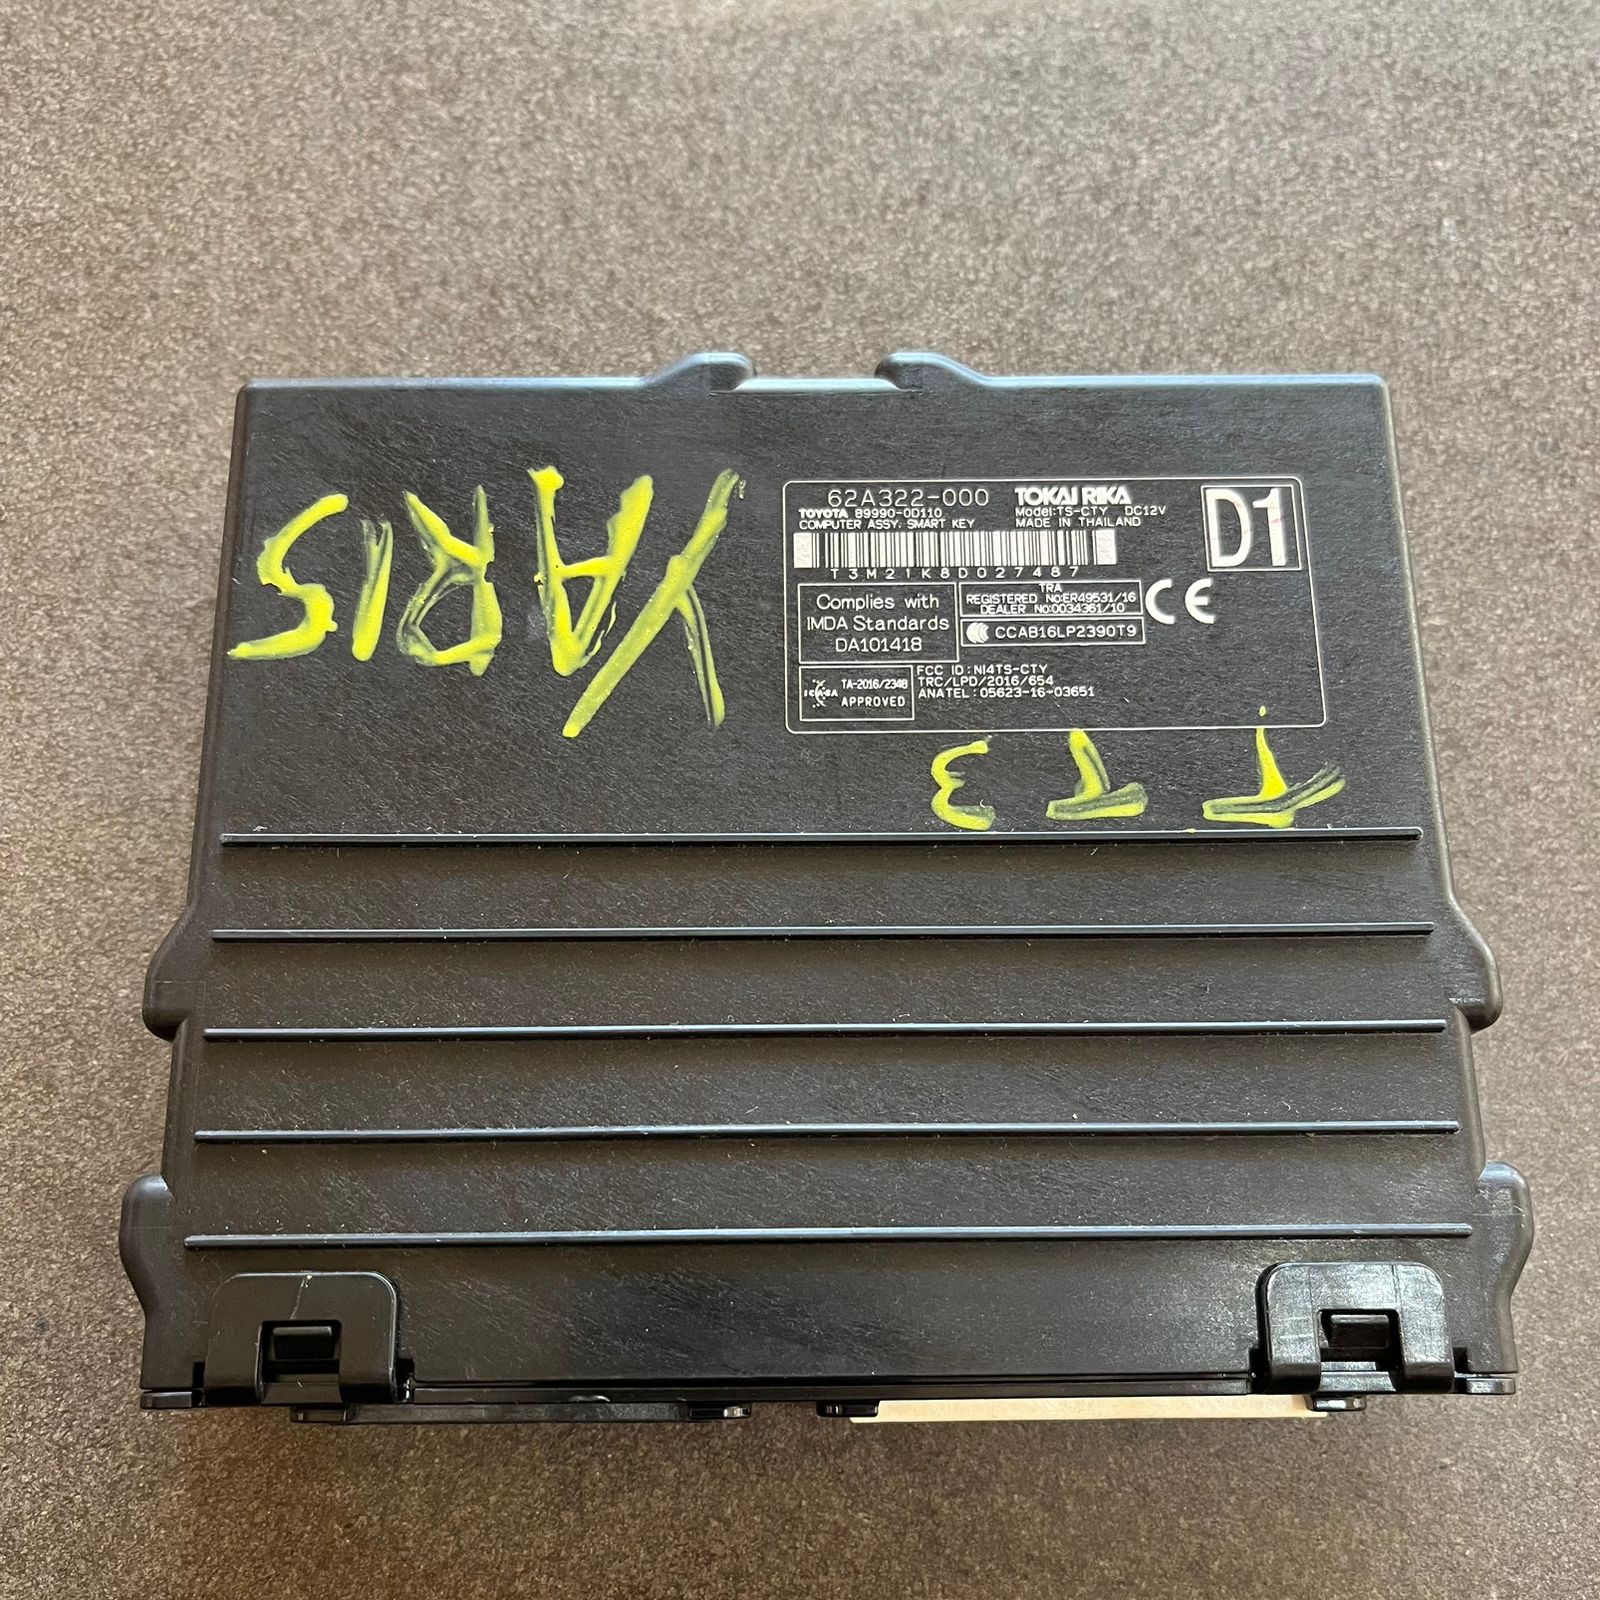 62A322-000 TOKAI RIKA
TOYOTA 89990-0D110 Model:TS-CTY DC12V
COMPUTER ASSY, SMART KEY MADE IN THAILAND
D1
T3M21K8D027487
Complies with
IMDA Standards
DA101418
TRA
REGISTERED No:ER49531/16
DEALER No:0034361/10
CE
CCAB16LP2390T9
ICASA TA-2016/2348
APPROVED
FCC ID:NI4TS-CTY
TRC/LPD/2016/654
ANATEL:05623-16-03651
YARIS
TT3